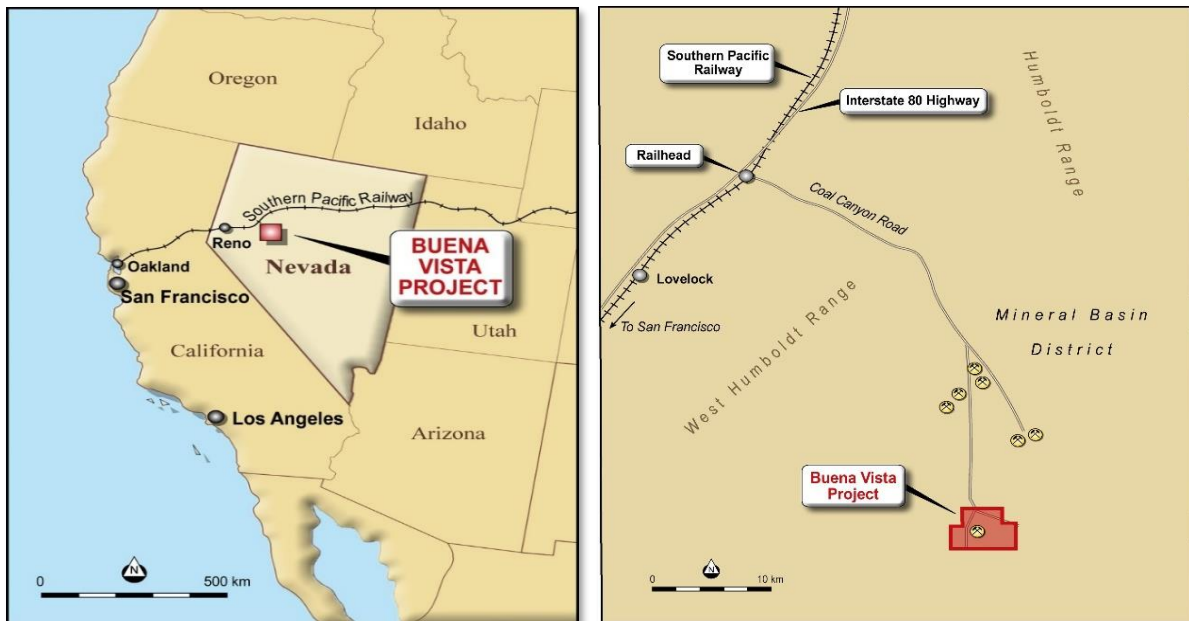 Oregon
Idaho
Southern Pacific Railway
Reno
Oakland
San Francisco
Nevada
BUENA
VISTA
PROJECT
Utah
California
Los Angeles
Arizona
N
0 500 km
Southern Pacific
Railway
Interstate 80 Highway
Humboldt Range
Railhead
Coal Canyon Road
Lovelock
To San Francisco
West Humboldt Range
Mineral Basin
District
Buena Vista
Project
N
0 10 km